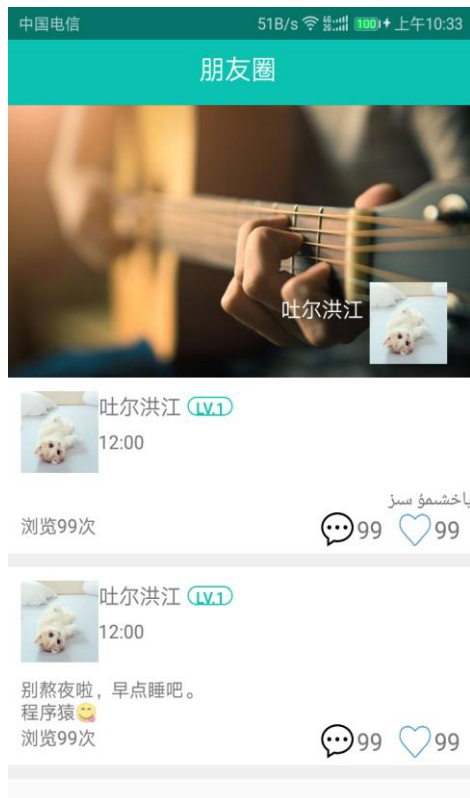 中国电信 51B/s 4G 2G 100 上午10:33
朋友圈
吐尔洪江
吐尔洪江 LV.1
12:00
ياخشىمۇ سىز
浏览99次 99 99
吐尔洪江 LV.1
12:00
别熬夜啦，早点睡吧。
程序猿😋
浏览99次 99 99